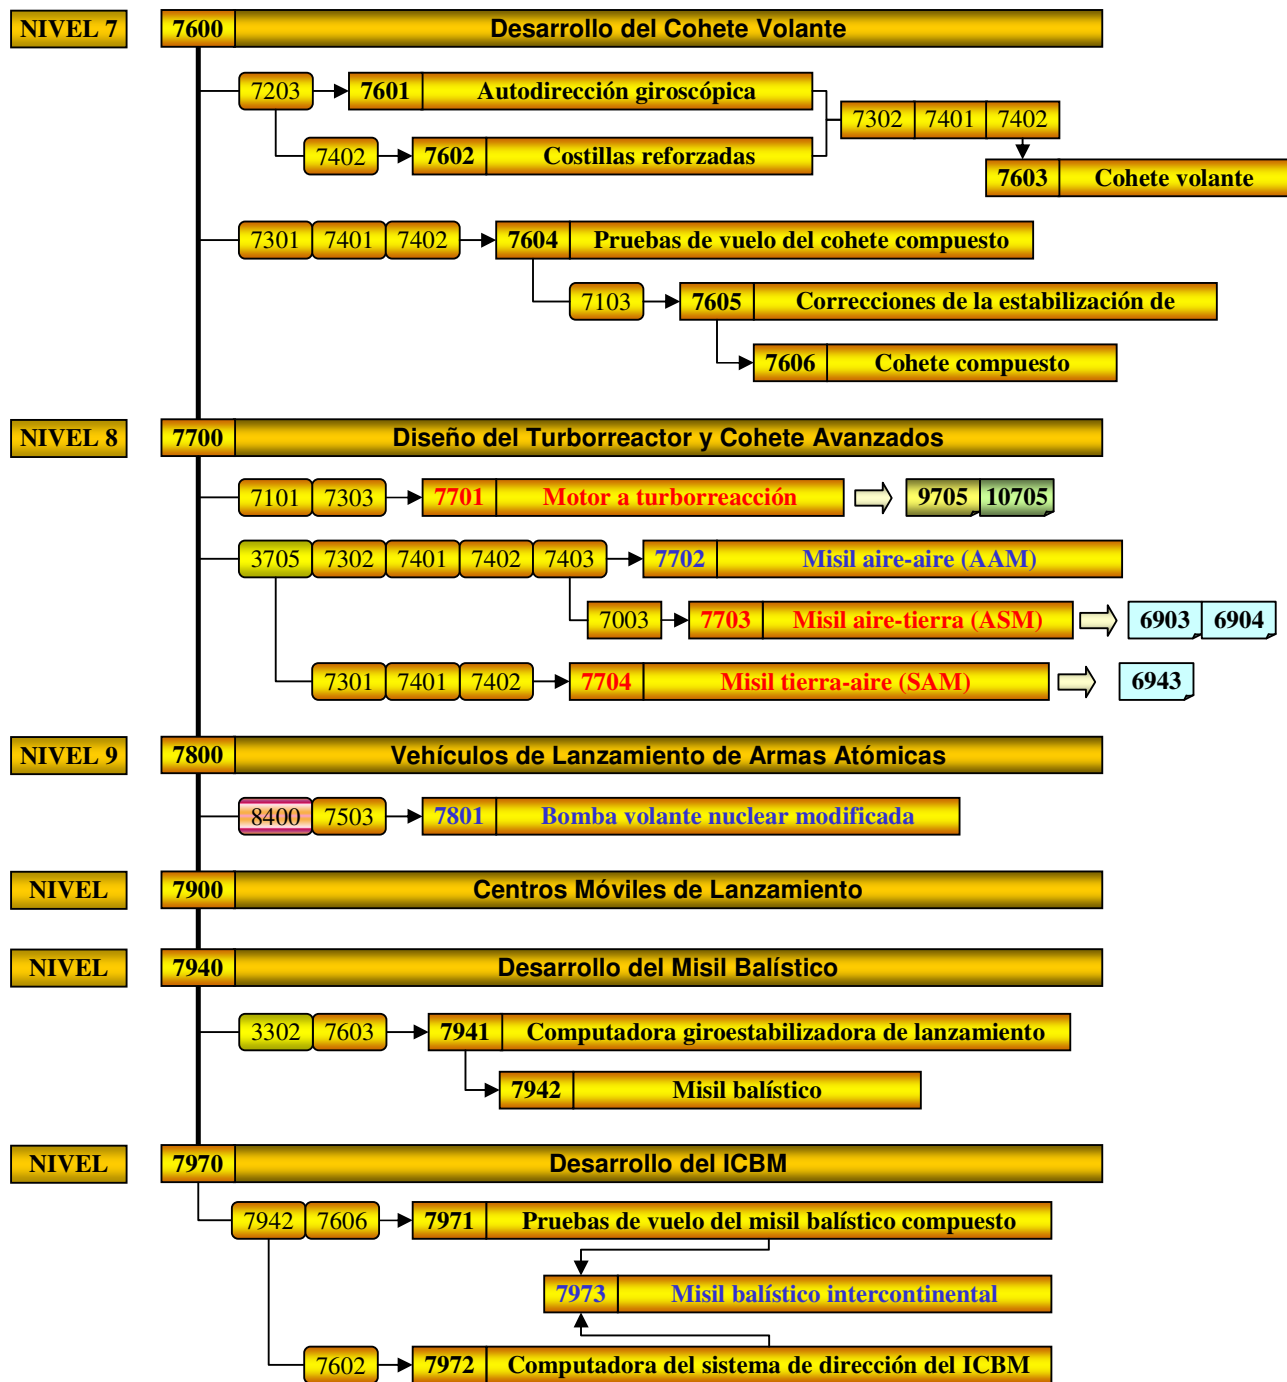 NIVEL 7 7600 Desarrollo del Cohete Volante
7203 7601 Autodirección giroscópica
7302 7401 7402
7402 7602 Costillas reforzadas
7603 Cohete volante
7301 7401 7402 7604 Pruebas de vuelo del cohete compuesto
7103 7605 Correcciones de la estabilización de
7606 Cohete compuesto
NIVEL 8 7700 Diseño del Turborreactor y Cohete Avanzados
7101 7303 7701 Motor a turborreacción 9705 10705
3705 7302 7401 7402 7403 7702 Misil aire-aire (AAM)
7003 7703 Misil aire-tierra (ASM) 6903 6904
7301 7401 7402 7704 Misil tierra-aire (SAM) 6943
NIVEL 9 7800 Vehículos de Lanzamiento de Armas Atómicas
8400 7503 7801 Bomba volante nuclear modificada
NIVEL 7900 Centros Móviles de Lanzamiento
NIVEL 7940 Desarrollo del Misil Balístico
3302 7603 7941 Computadora giroestabilizadora de lanzamiento
7942 Misil balístico
NIVEL 7970 Desarrollo del ICBM
7942 7606 7971 Pruebas de vuelo del misil balístico compuesto
7973 Misil balístico intercontinental
7602 7972 Computadora del sistema de dirección del ICBM